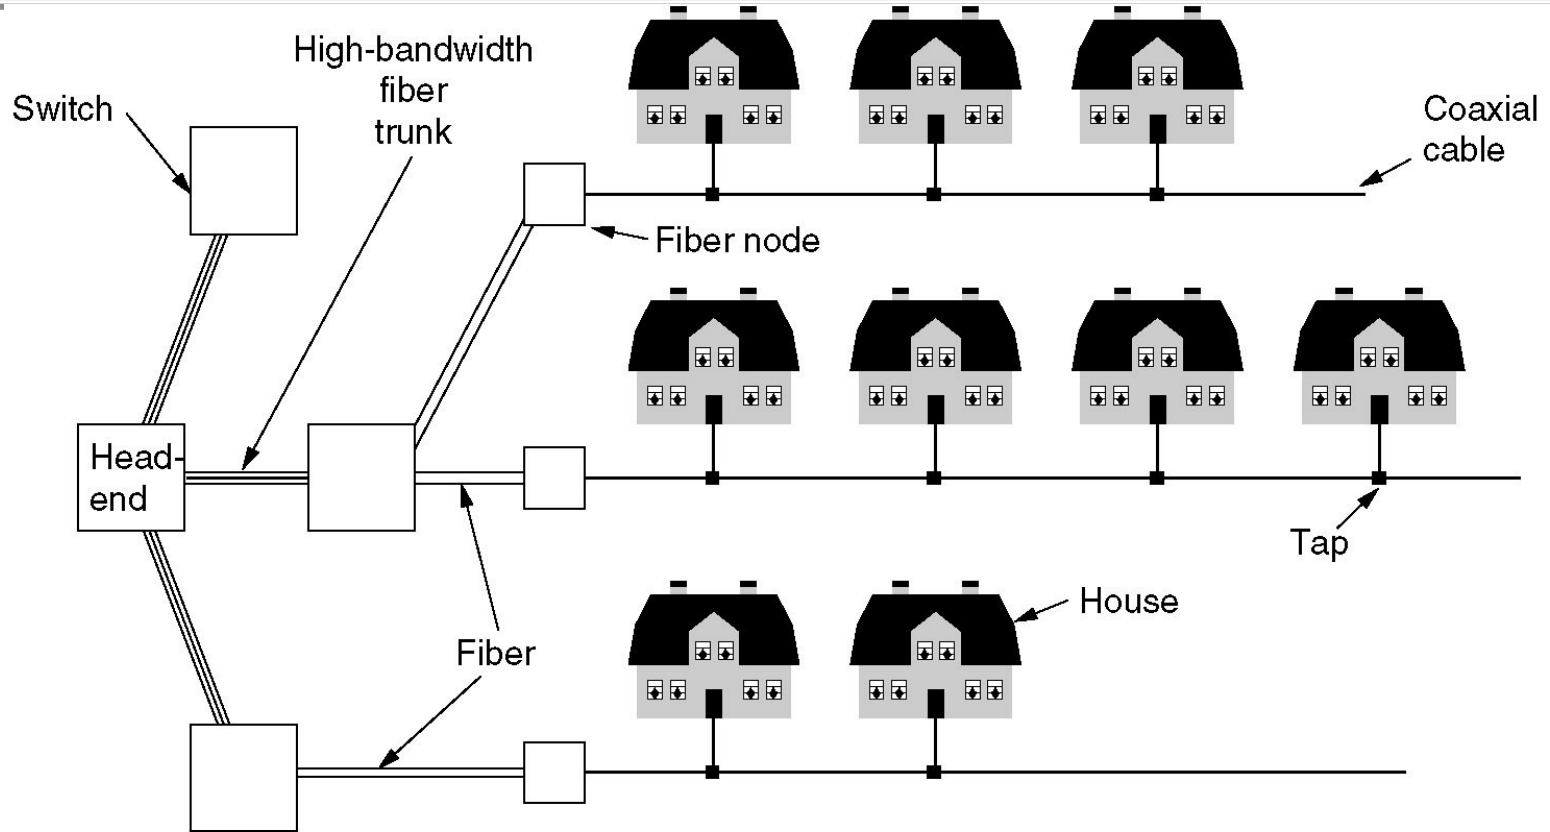 High-bandwidth
fiber
trunk
Switch
Coaxial
cable
Fiber node
Head-
end
Tap
House
Fiber